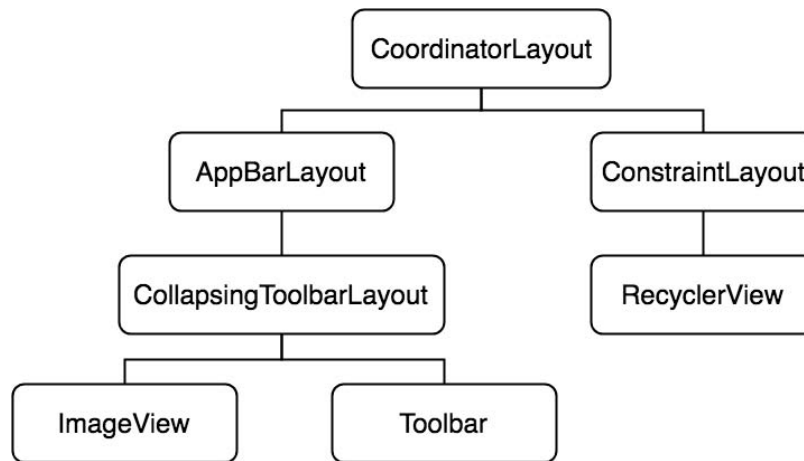 CoordinatorLayout
AppBarLayout
ConstraintLayout
CollapsingToolbarLayout
RecyclerView
ImageView
Toolbar